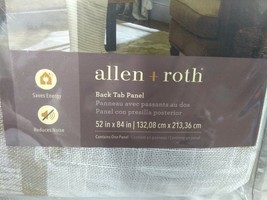 allen + roth®
Back Tab Panel
Panneau avec passants au dos
Panel con presilla posterior
52 in x 84 in | 132,08 cm x 213,36 cm
Contains One Panel
Saves Energy
Reduces Noise